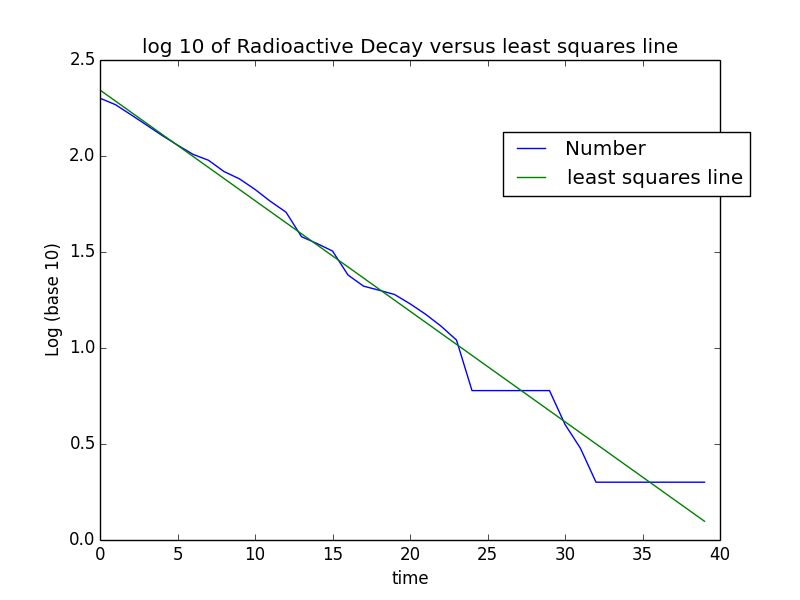 log 10 of Radioactive Decay versus least squares line
2.5
2.0
1.5
1.0
0.5
0.0
Log (base 10)
Number
least squares line
0 5 10 15 20 25 30 35 40
time